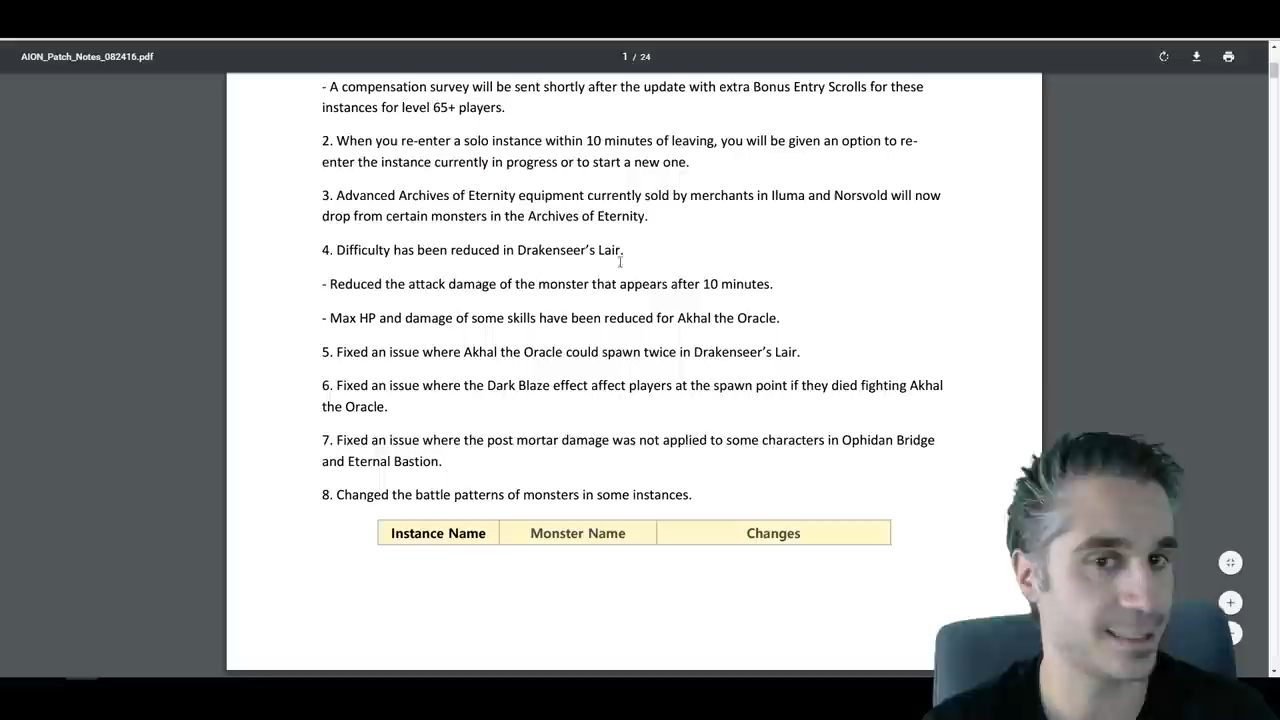 AION_Patch_Notes_082416.pdf
1 / 24
- A compensation survey will be sent shortly after the update with extra Bonus Entry Scrolls for these
instances for level 65+ players.
2. When you re-enter a solo instance within 10 minutes of leaving, you will be given an option to re-
enter the instance currently in progress or to start a new one.
3. Advanced Archives of Eternity equipment currently sold by merchants in Iluma and Norsvold will now
drop from certain monsters in the Archives of Eternity.
4. Difficulty has been reduced in Drakenseer’s Lair.
- Reduced the attack damage of the monster that appears after 10 minutes.
- Max HP and damage of some skills have been reduced for Akhal the Oracle.
5. Fixed an issue where Akhal the Oracle could spawn twice in Drakenseer’s Lair.
6. Fixed an issue where the Dark Blaze effect affect players at the spawn point if they died fighting Akhal
the Oracle.
7. Fixed an issue where the post mortar damage was not applied to some characters in Ophidan Bridge
and Eternal Bastion.
8. Changed the battle patterns of monsters in some instances.
Instance Name Monster Name Changes